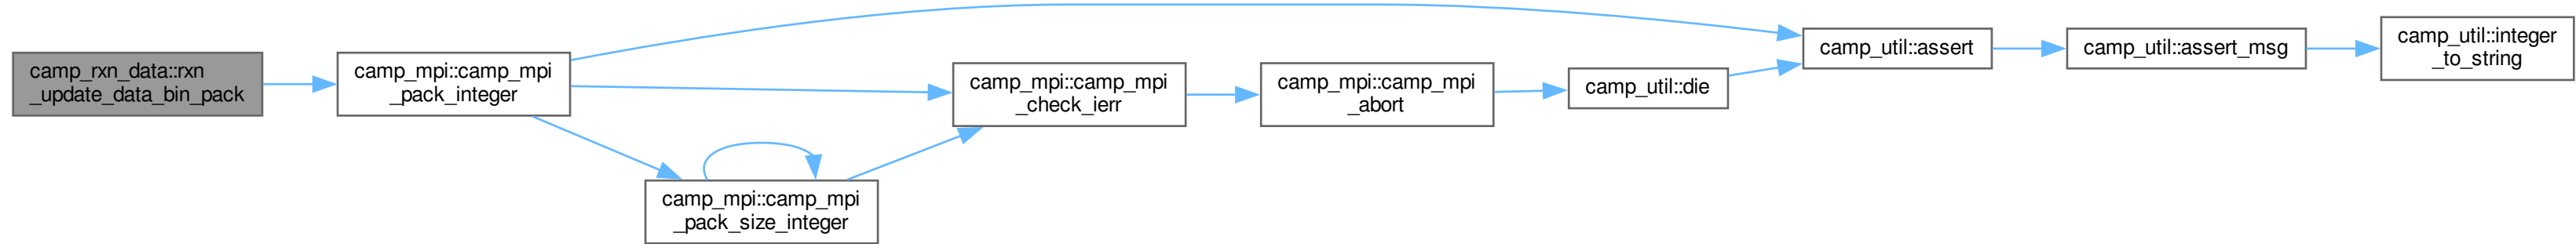 camp_rxn_data::rxn
_update_data_bin_pack
camp_mpi::camp_mpi
_pack_integer
camp_mpi::camp_mpi
_pack_size_integer
camp_mpi::camp_mpi
_check_ierr
camp_mpi::camp_mpi
_abort
camp_util::die
camp_util::assert
camp_util::assert_msg
camp_util::integer
_to_string